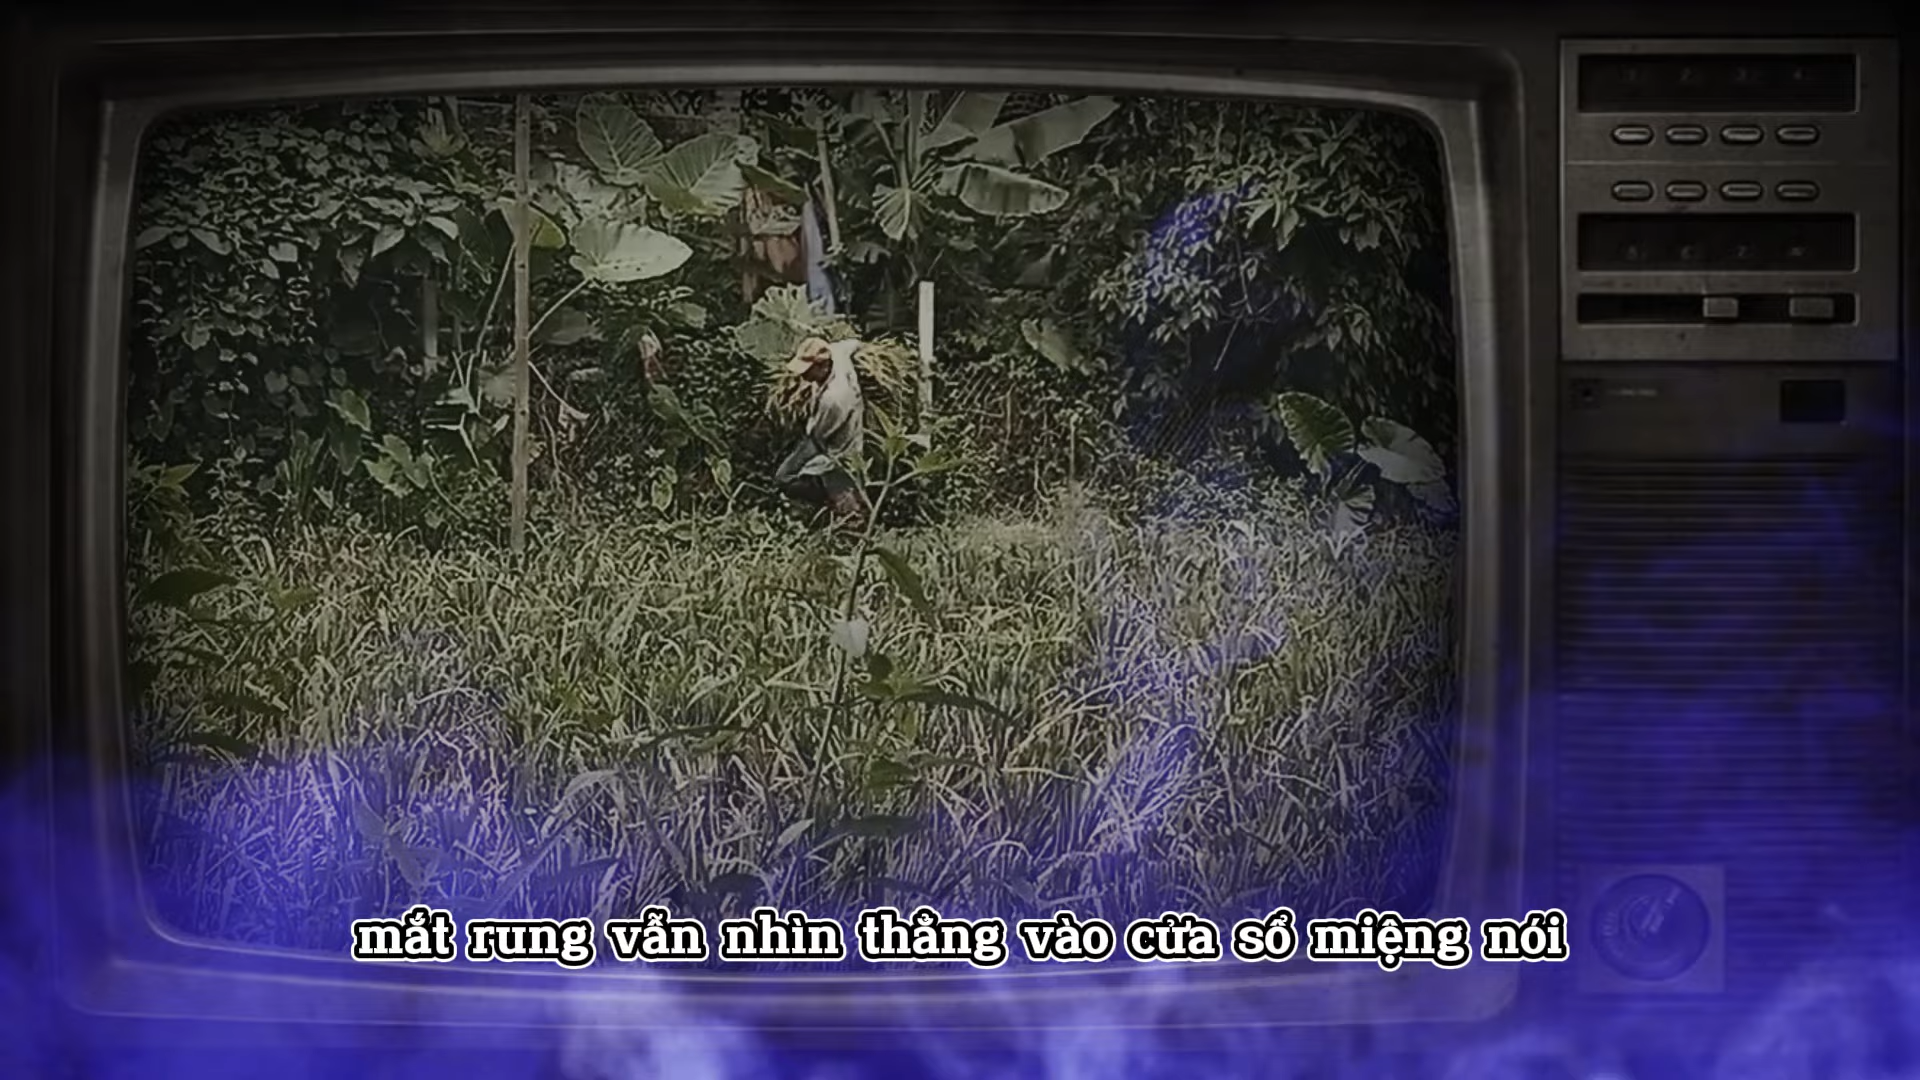 mắt rung vẫn nhìn thẳng vào cửa sổ miệng nói